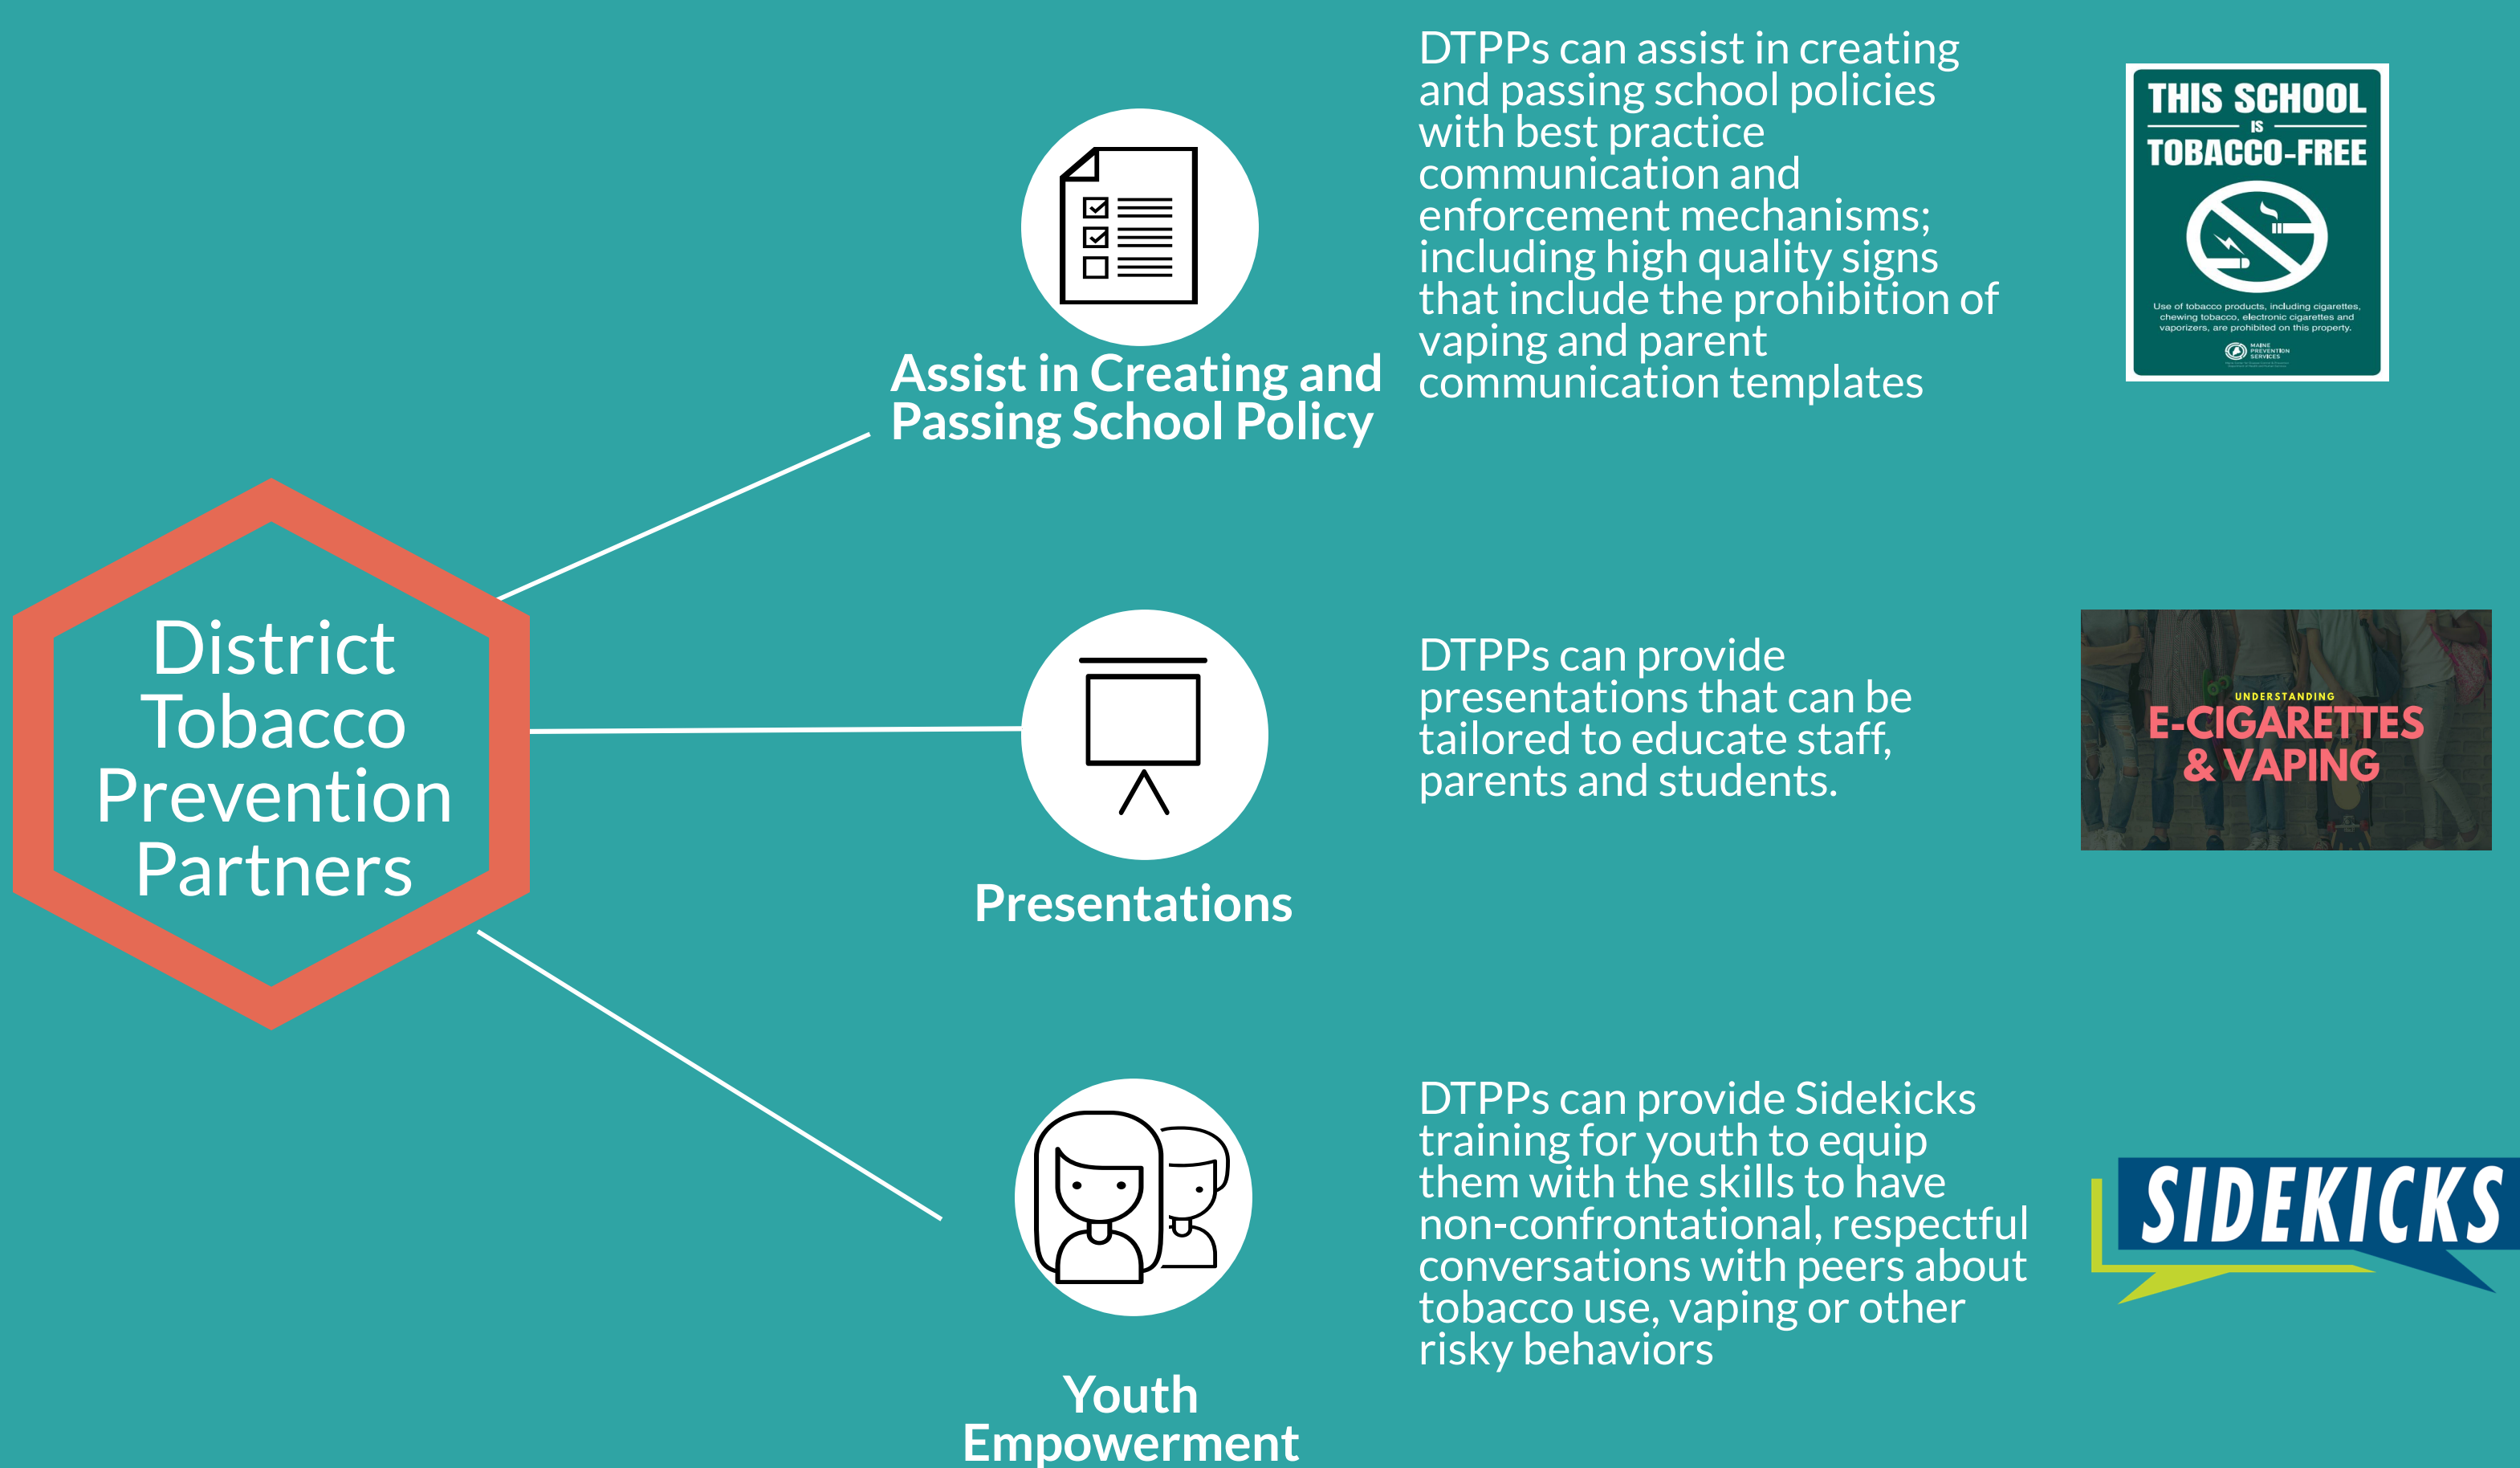 District
Tobacco
Prevention
Partners
Assist in Creating and
Passing School Policy
DTPPs can assist in creating
and passing school policies
with best practice
communication and
enforcement mechanisms;
including high quality signs
that include the prohibition of
vaping and parent
communication templates
THIS SCHOOL
IS
TOBACCO-FREE
Use of tobacco products, including cigarettes,
chewing tobacco, electronic cigarettes and
vaporizers, are prohibited on this property.
MAINE
PREVENTION
SERVICES
Presentations
DTPPs can provide
presentations that can be
tailored to educate staff,
parents and students.
UNDERSTANDING
E-CIGARETTES
& VAPING
Youth
Empowerment
DTPPs can provide Sidekicks
training for youth to equip
them with the skills to have
non-confrontational, respectful
conversations with peers about
tobacco use, vaping or other
risky behaviors
SIDEKICKS